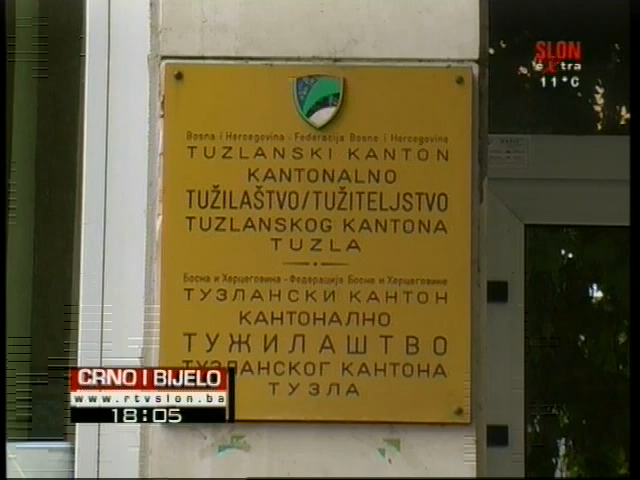 SLON
extra
11°C
Bosna i Hercegovina - Federacija Bosne i Hercegovine
TUZLANSKI KANTON
KANTONALNO
TUŽILAŠTVO/TUŽITELJSTVO
TUZLANSKOG KANTONA
TUZLA
Босна и Херцеговина - Федерација Босне и Херцеговине
ТУЗЛАНСКИ КАНТОН
КАНТОНАЛНО
ТУЖИЛАШТВО
ТУЗЛАНСКОГ КАНТОНА
ТУЗЛА
CRNO I BIJELO
www.rtvslon.ba
18:05